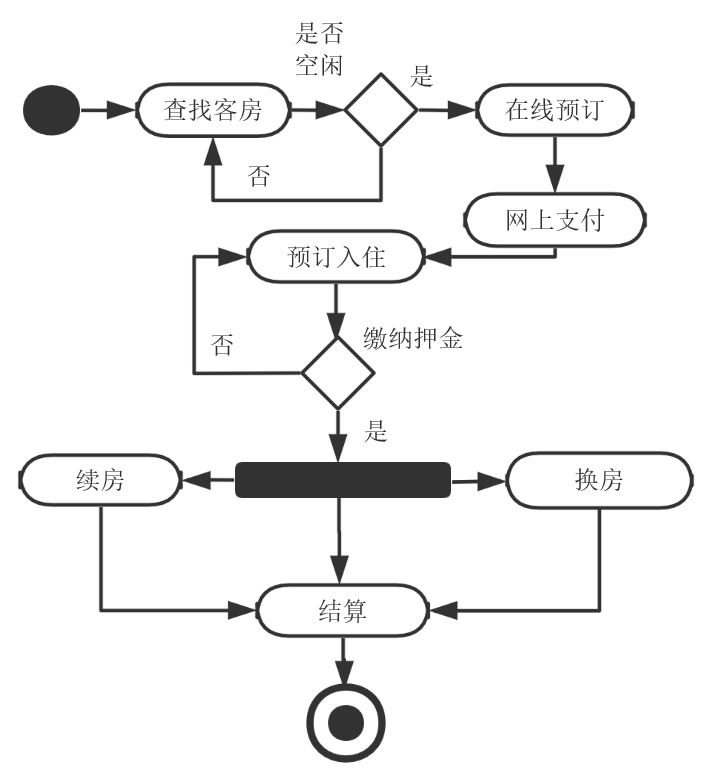 是否
空闲
是
查找客房
在线预订
否
网上支付
预订入住
否
缴纳押金
是
续房
换房
结算